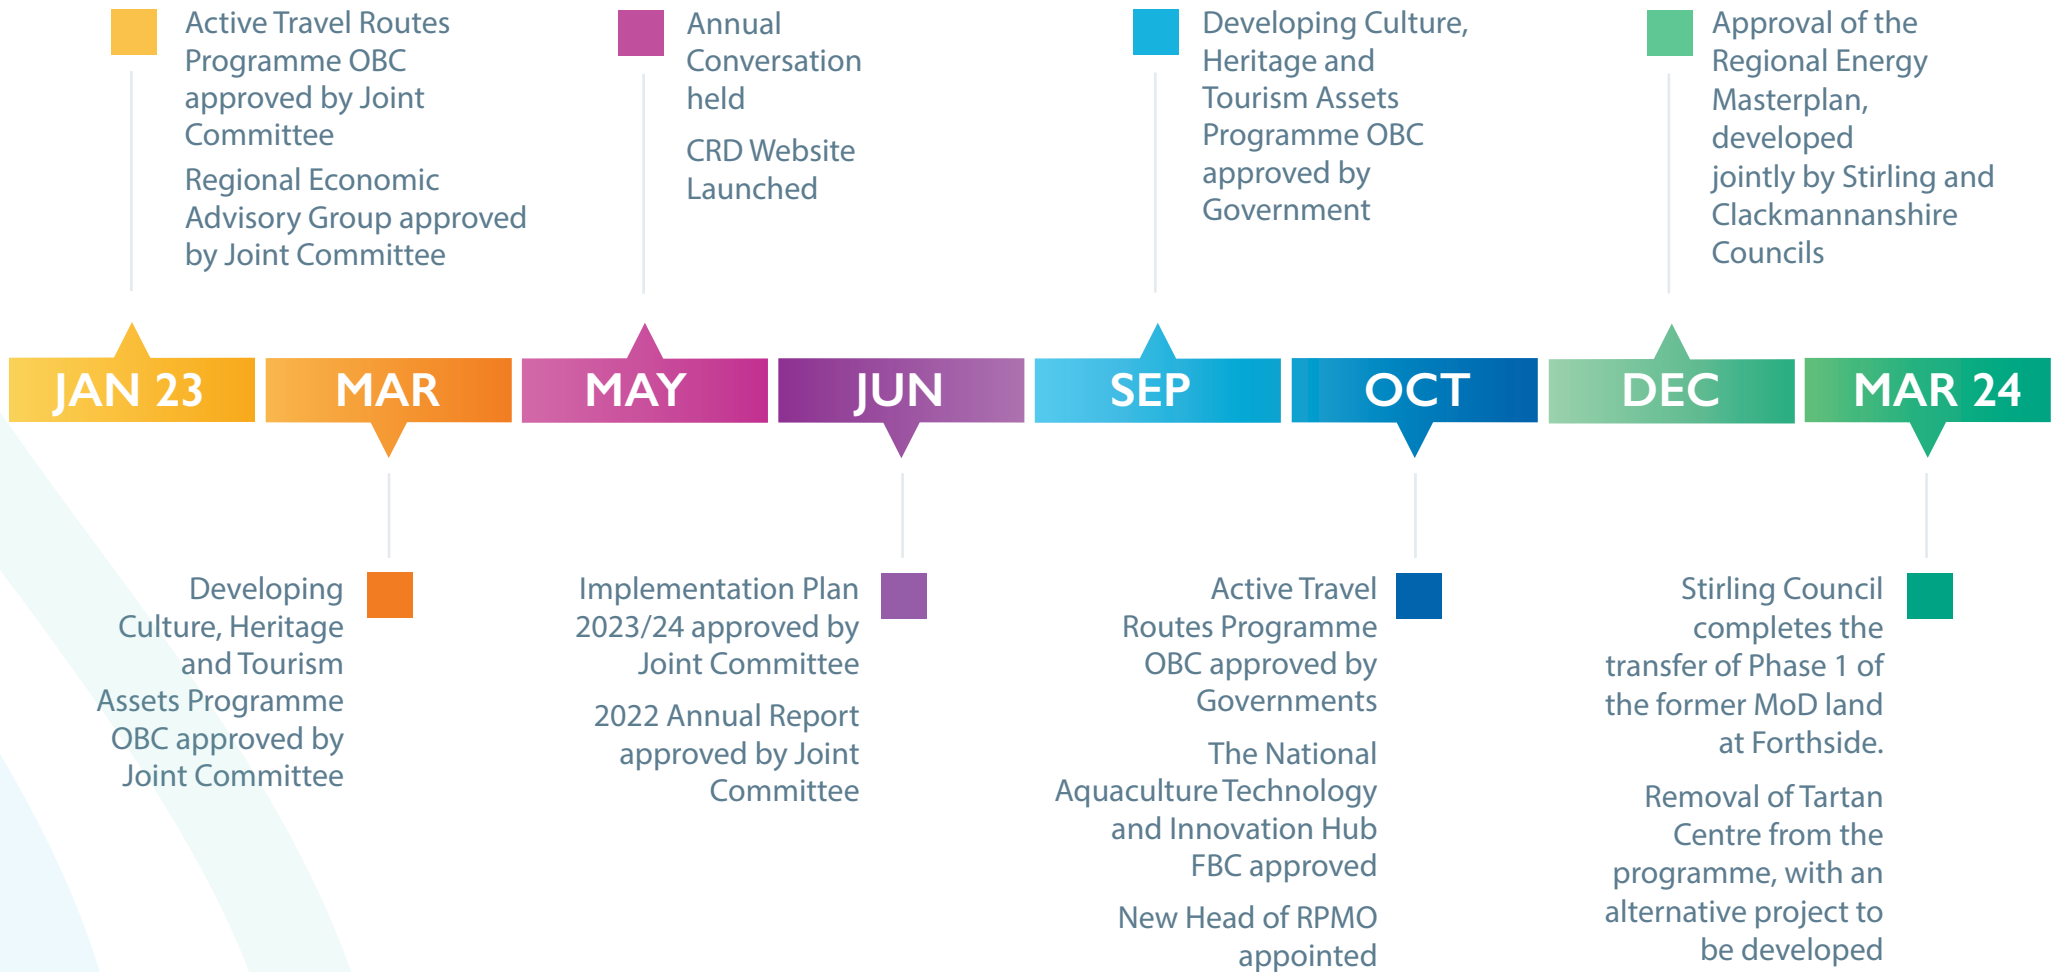 Active Travel Routes
Programme OBC
approved by Joint
Committee
Regional Economic
Advisory Group approved
by Joint Committee
Annual
Conversation
held
CRD Website
Launched
Developing Culture,
Heritage and
Tourism Assets
Programme OBC
approved by
Government
Approval of the
Regional Energy
Masterplan,
developed
jointly by Stirling and
Clackmannanshire
Councils
JAN 23
MAR
MAY
JUN
SEP
OCT
DEC
MAR 24
Developing
Culture, Heritage
and Tourism
Assets Programme
OBC approved by
Joint Committee
Implementation Plan
2023/24 approved by
Joint Committee
2022 Annual Report
approved by Joint
Committee
Active Travel
Routes Programme
OBC approved by
Governments
The National
Aquaculture Technology
and Innovation Hub
FBC approved
New Head of RPMO
appointed
Stirling Council
completes the
transfer of Phase 1 of
the former MoD land
at Forthside.
Removal of Tartan
Centre from the
programme, with an
alternative project to
be developed